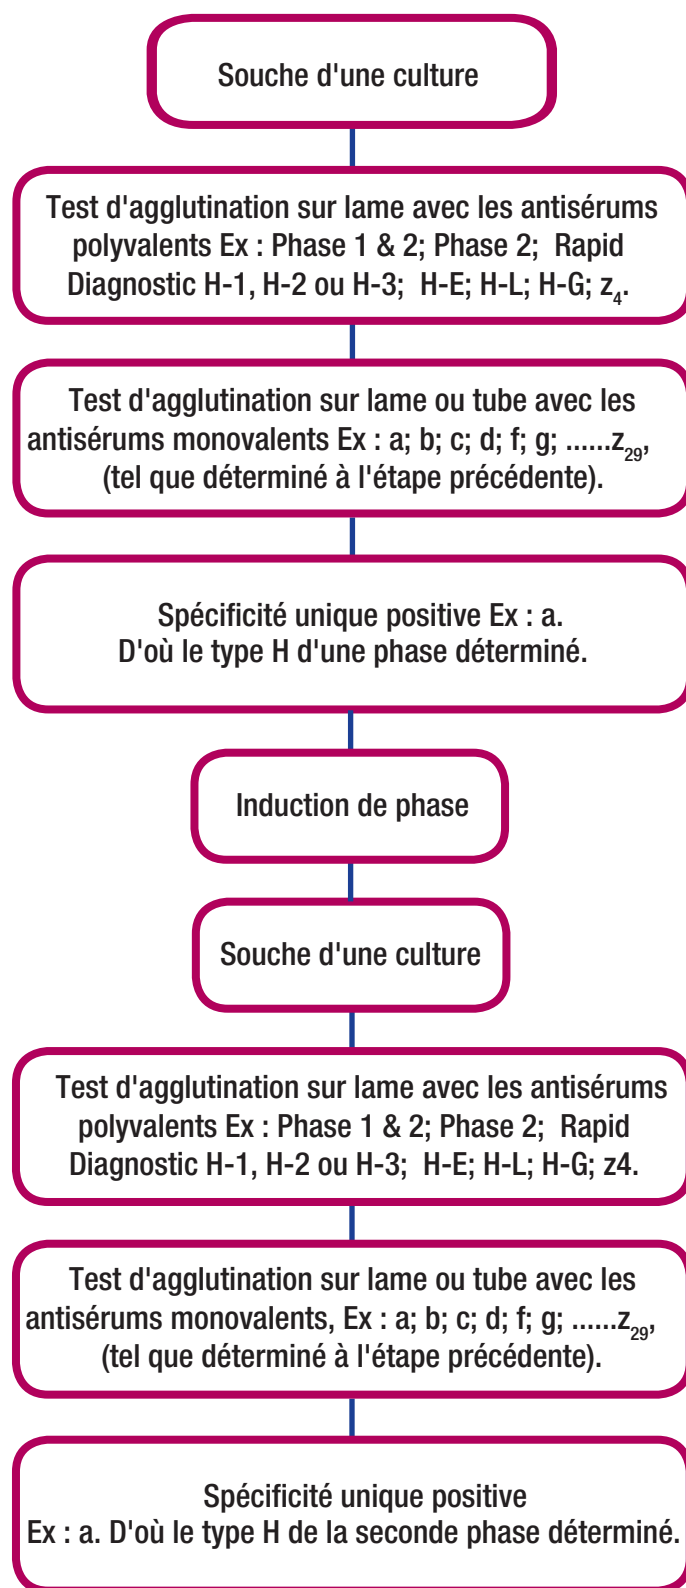 Souche d'une culture
Test d'agglutination sur lame avec les antisérums
polyvalents Ex : Phase 1 & 2; Phase 2; Rapid
Diagnostic H-1, H-2 ou H-3; H-E; H-L; H-G; z₄.
Test d'agglutination sur lame ou tube avec les
antisérums monovalents Ex : a; b; c; d; f; g; ......z₂₉,
(tel que déterminé à l'étape précédente).
Spécificité unique positive Ex : a.
D'où le type H d'une phase déterminé.
Induction de phase
Souche d'une culture
Test d'agglutination sur lame avec les antisérums
polyvalents Ex : Phase 1 & 2; Phase 2; Rapid
Diagnostic H-1, H-2 ou H-3; H-E; H-L; H-G; z4.
Test d'agglutination sur lame ou tube avec les
antisérums monovalents, Ex : a; b; c; d; f; g; ......z₂₉,
(tel que déterminé à l'étape précédente).
Spécificité unique positive
Ex : a. D'où le type H de la seconde phase déterminé.